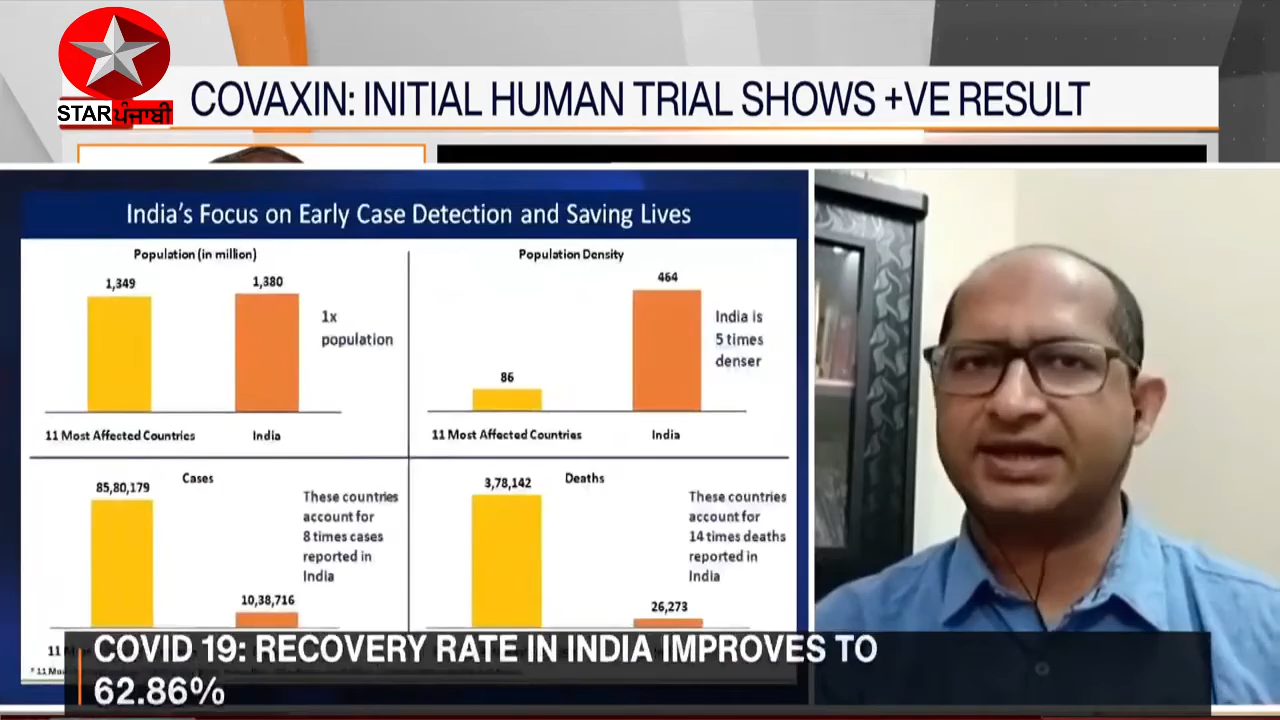 STAR ਪੰਜਾਬੀ
COVAXIN: INITIAL HUMAN TRIAL SHOWS +VE RESULT
India's Focus on Early Case Detection and Saving Lives
Population (in million)
1,349
1,380
1x
population
11 Most Affected Countries
India
Population Density
464
86
India is
5 times
denser
11 Most Affected Countries
India
Cases
85,80,179
10,38,716
These countries
account for
8 times cases
reported in
India
Deaths
3,78,142
26,273
These countries
account for
14 times deaths
reported in
India
11
* 11
COVID 19: RECOVERY RATE IN INDIA IMPROVES TO
62.86%